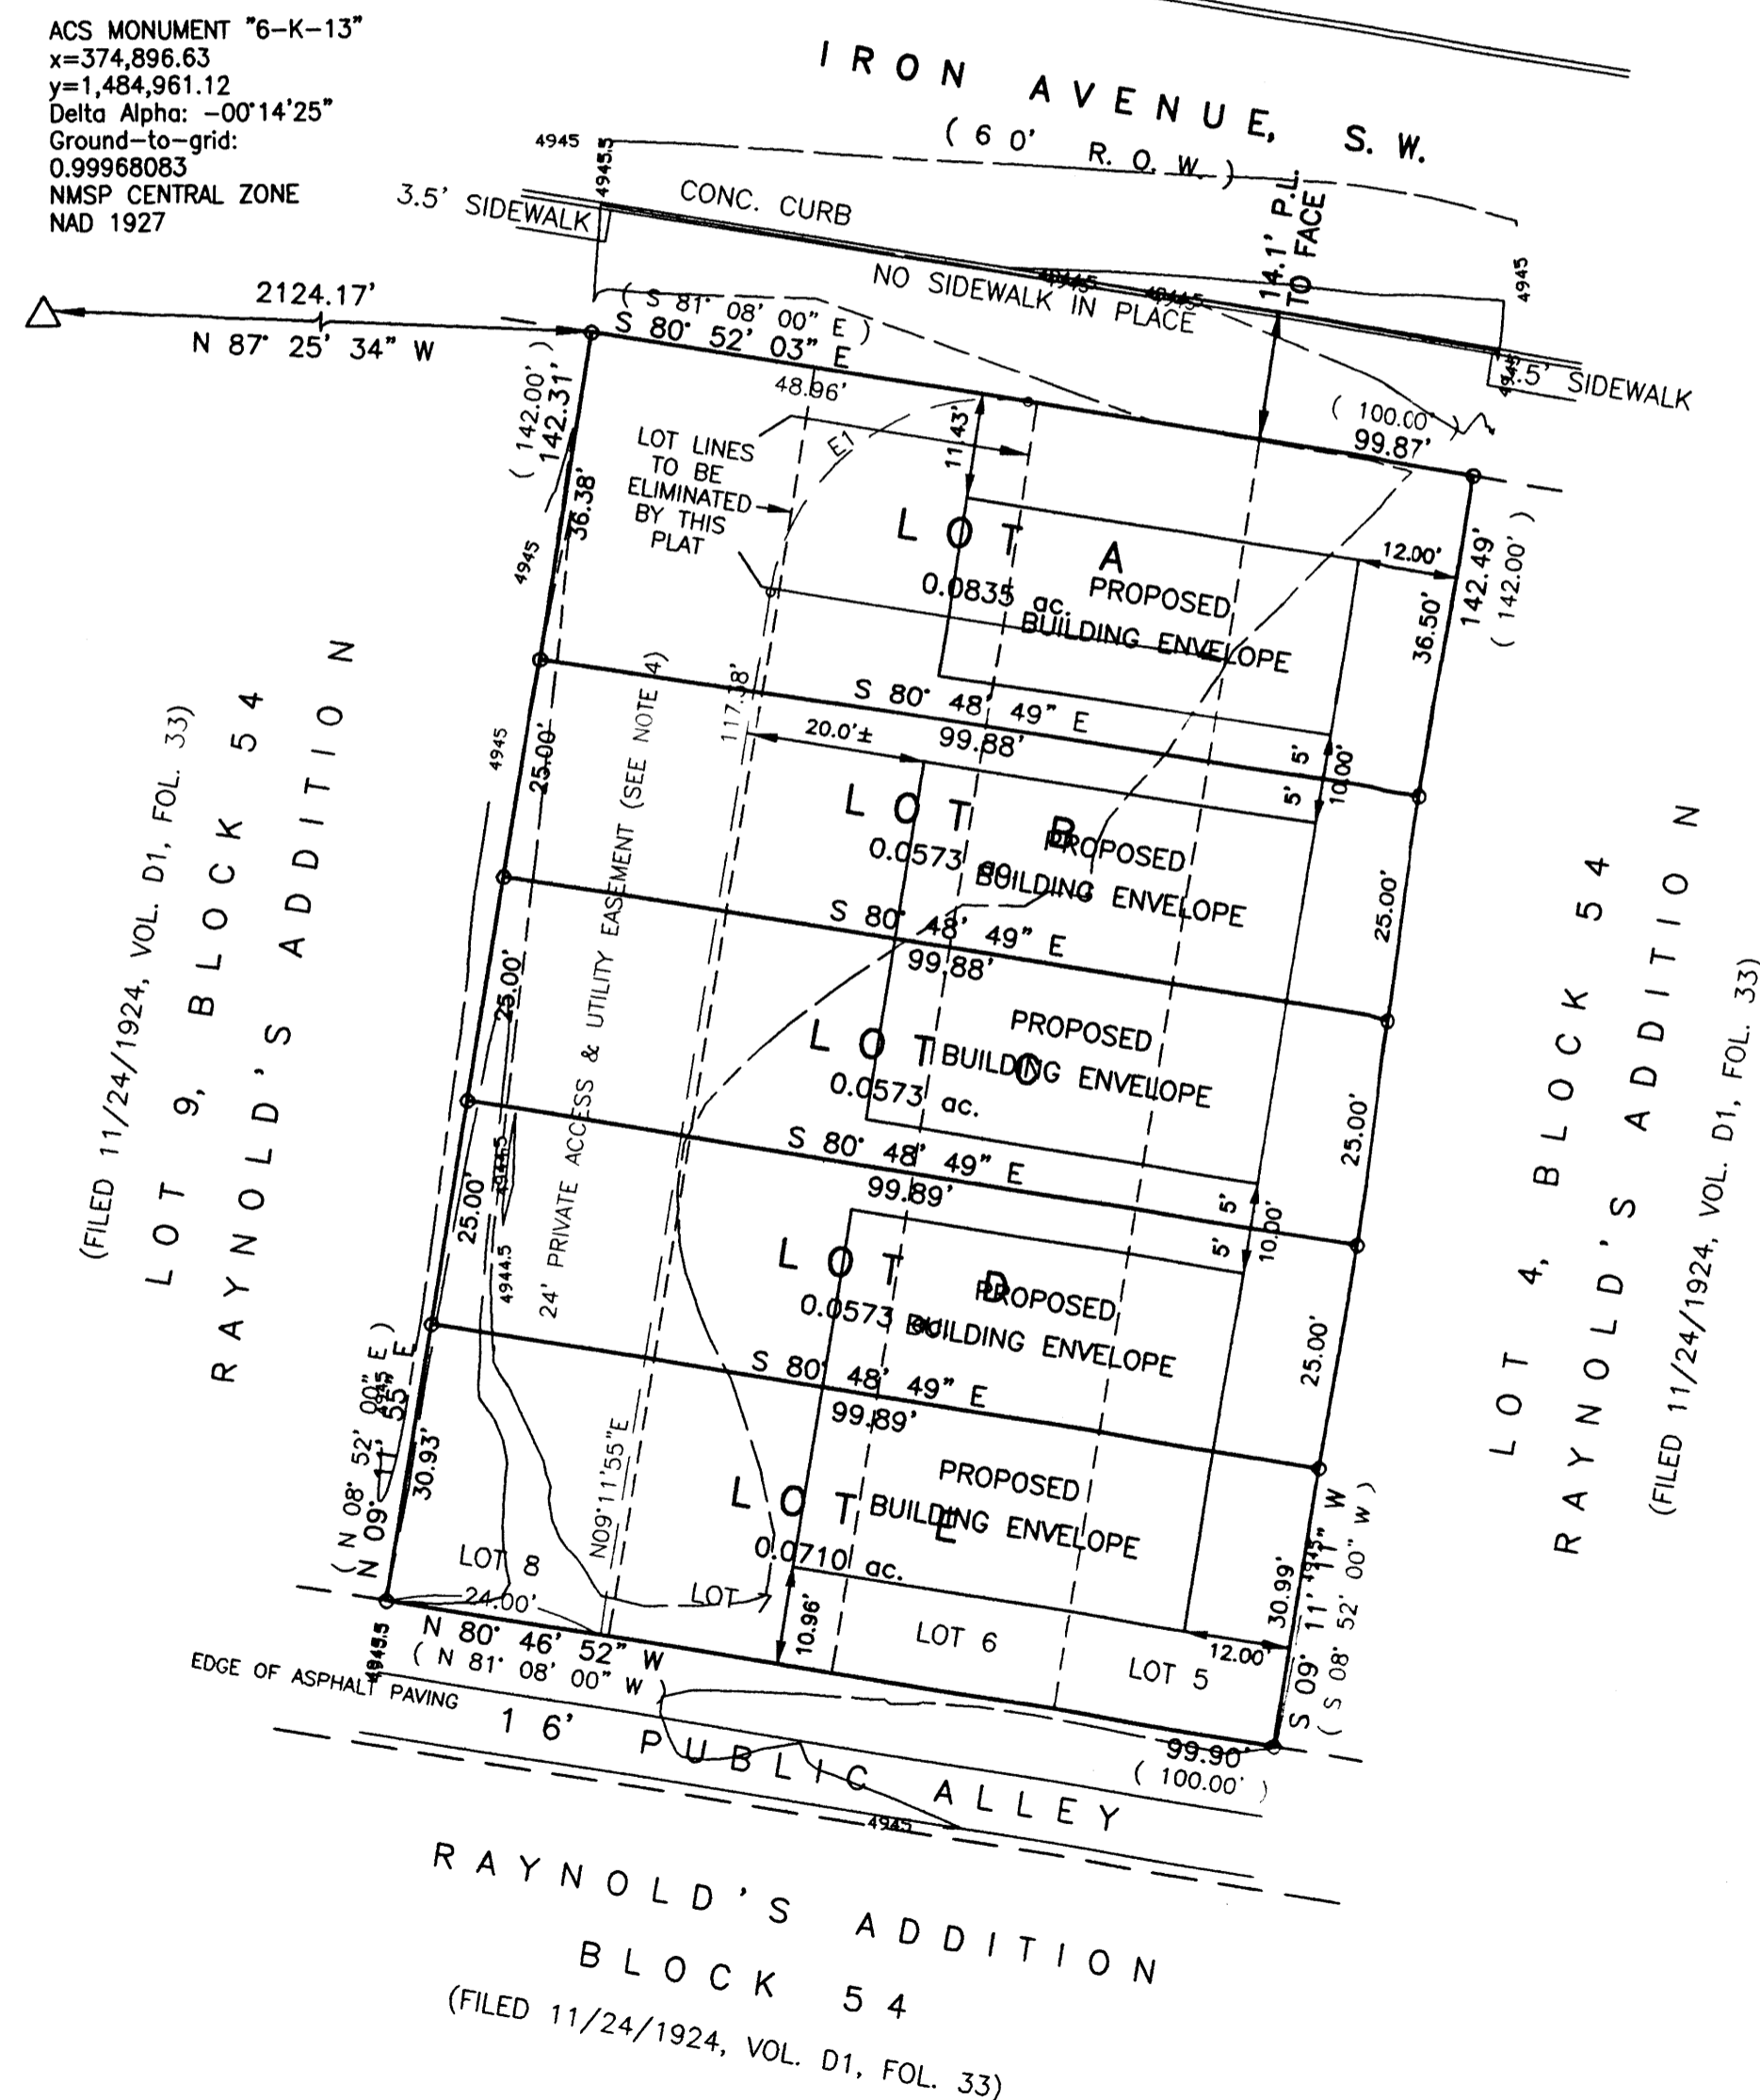 ACS MONUMENT "6-K-13"
x=374,896.63
y=1,484,961.12
Delta Alpha: -00°14'25"
Ground-to-grid:
0.99968083
NMSP CENTRAL ZONE
NAD 1927
IRON AVENUE, S. W.
( 60' R. O. W. )
4945
4945.5
3.5' SIDEWALK
CONC. CURB
NO SIDEWALK IN PLACE
4945
4945
14.1' P.L.
TO FACE
4945
4945
.5' SIDEWALK
2124.17'
N 87° 25' 34" W
( S 81° 08' 00" E )
S 80° 52' 03" E
( 100.00' )
99.87'
( 142.00' )
142.31'
36.38'
48.96'
11.43'
E1
LOT LINES
TO BE
ELIMINATED
BY THIS
PLAT
LOT A
0.0835 ac.
PROPOSED
BUILDING ENVELOPE
12.00'
36.50'
142.49'
( 142.00' )
4945
S 80° 48' 49" E
99.88'
117.38'
20.0'±
5'
5'
10.00'
4945
25.00'
LOT B
0.0573 ac.
PROPOSED
BUILDING ENVELOPE
25.00'
S 80° 48' 49" E
99.88'
25.00'
LOT C
0.0573 ac.
PROPOSED
BUILDING ENVELOPE
25.00'
S 80° 48' 49" E
99.89'
5'
5'
10.00'
25.00'
4944.5
4944.5
24' PRIVATE ACCESS & UTILITY EASEMENT (SEE NOTE 4)
LOT D
0.0573 ac.
PROPOSED
BUILDING ENVELOPE
25.00'
S 80° 48' 49" E
99.89'
( N 08° 52' 00" E )
N 09° 11' 55" E
4945
30.93'
N09°11'55"E
LOT E
0.0710 ac.
PROPOSED
BUILDING ENVELOPE
10.96'
12.00'
30.99'
4945
S 09° 11' 11" W
( S 08° 52' 00" W )
LOT 8
24.00'
LOT 7
LOT 6
LOT 5
N 80° 46' 52" W
( N 81° 08' 00" W )
99.90'
( 100.00' )
4945.5
EDGE OF ASPHALT PAVING
16' PUBLIC ALLEY
4945
LOT 9, BLOCK 54
RAYNOLD'S ADDITION
(FILED 11/24/1924, VOL. D1, FOL. 33)
LOT 4, BLOCK 54
RAYNOLD'S ADDITION
(FILED 11/24/1924, VOL. D1, FOL. 33)
RAYNOLD'S ADDITION
BLOCK 54
(FILED 11/24/1924, VOL. D1, FOL. 33)